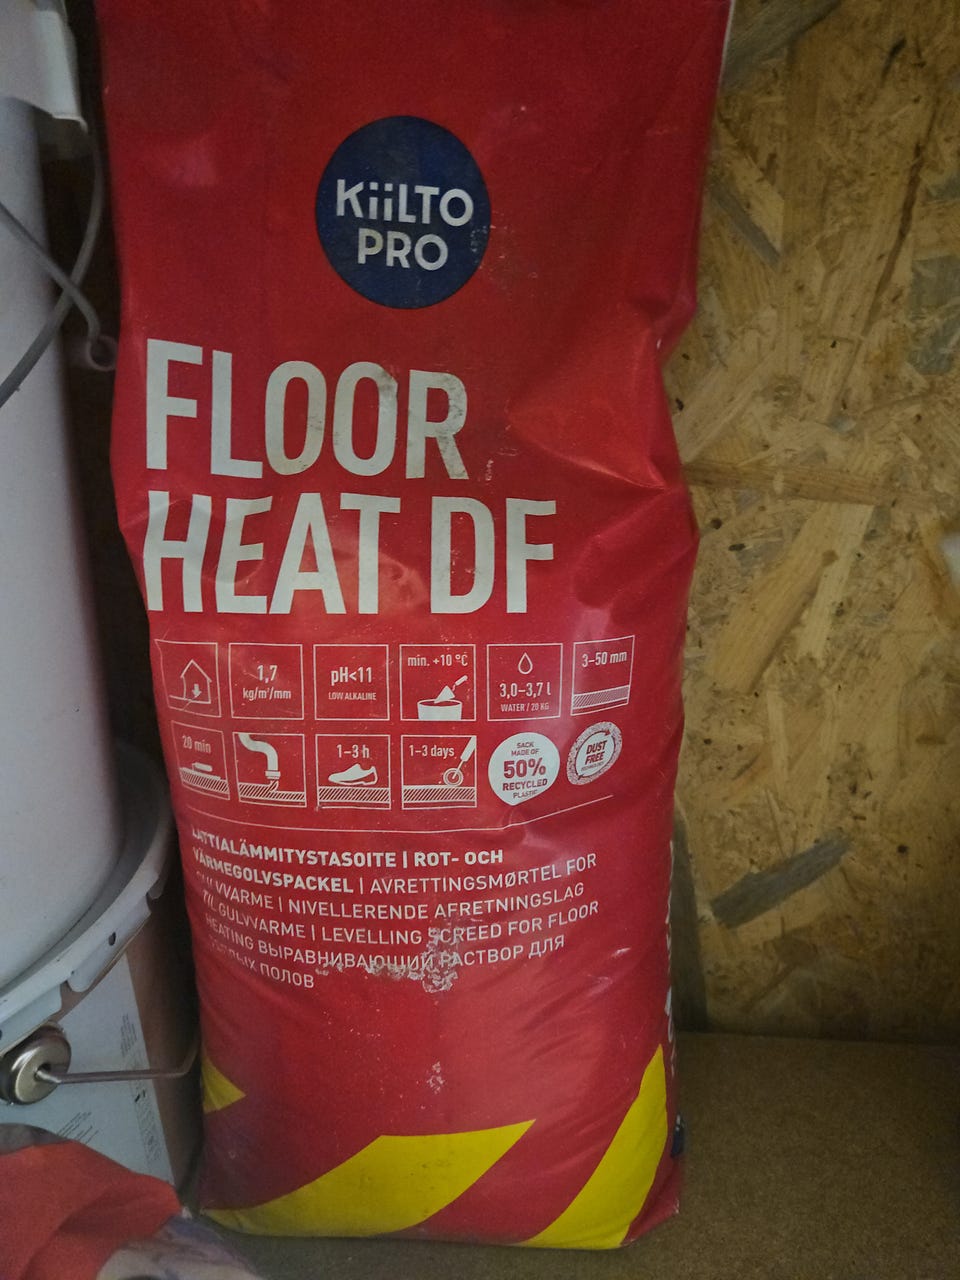 KiiLTO
PRO
FLOOR
HEAT DF
1,7
kg/m²/mm
pH<11
LOW ALKALINE
min. +10 °C
3,0–3,7 l
WATER / 20 KG
3–50 mm
20 min
1–3 h
1–3 days
SACK
MADE OF
50%
RECYCLED
PLASTIC
DUST
FREE
LATTIALÄMMITYSTASOITE | ROT- OCH
VÄRMEGOLVSPACKEL | AVRETTINGSMØRTEL FOR
GULVVARME | NIVELLERENDE AFRETNINGSLAG
TIL GULVVARME | LEVELLING SCREED FOR FLOOR
HEATING ВЫРАВНИВАЮЩИЙ РАСТВОР ДЛЯ
ПОЛОВ